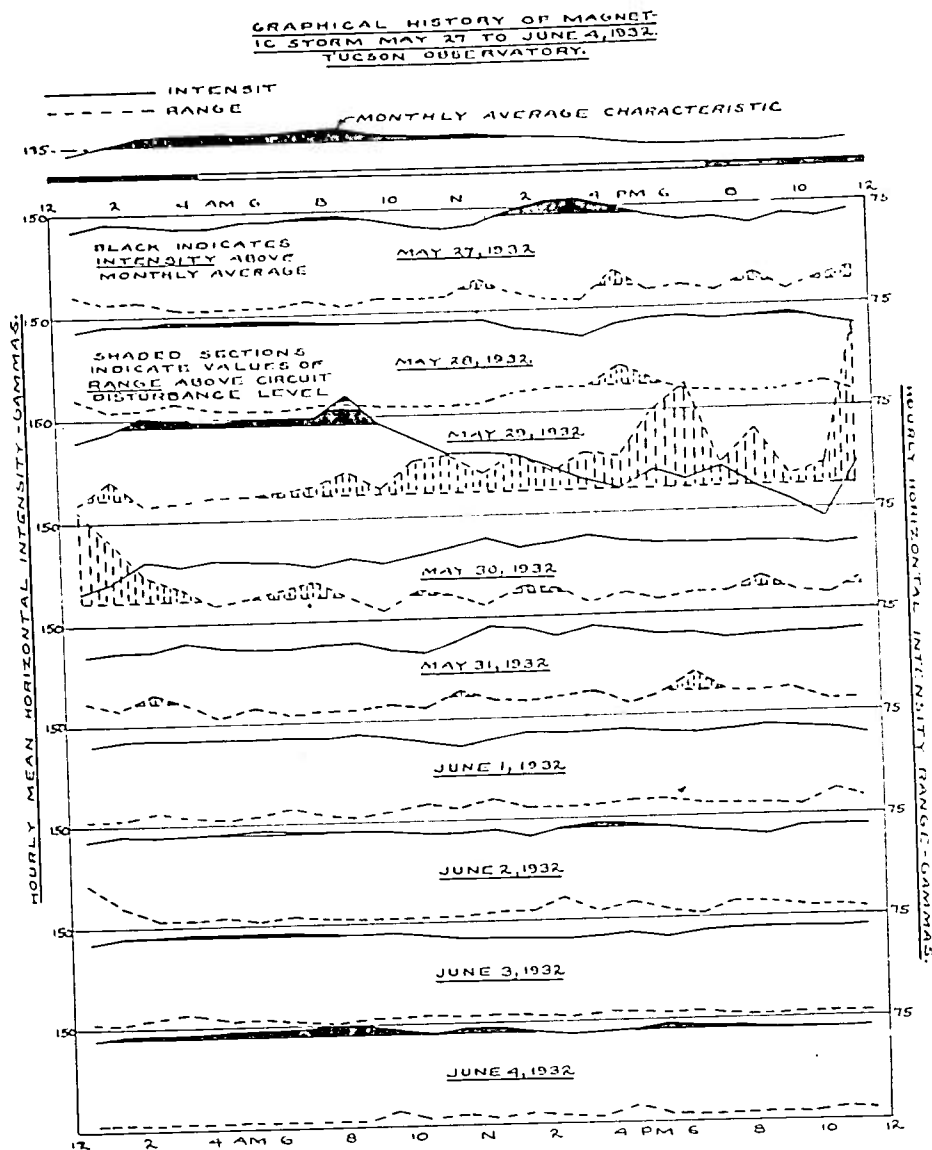 GRAPHICAL HISTORY OF MAGNET-
IC STORM MAY 27 TO JUNE 4, 1932.
TUCSON OBSERVATORY.
INTENSIT
RANGE
MONTHLY AVERAGE CHARACTERISTIC
175
12 2 4 AM 6 8 10 N 2 4 PM 6 8 10 12
150 75
BLACK INDICATES
INTENSITY ABOVE
MONTHLY AVERAGE
MAY 27, 1932
150 75
SHADED SECTIONS
INDICATE VALUES OF
RANGE ABOVE CIRCUIT
DISTURBANCE LEVEL
MAY 28, 1932.
150 75
MAY 29, 1932
150 75
MAY 30, 1932
150 75
MAY 31, 1932
150 75
JUNE 1, 1932
150 75
JUNE 2, 1932
150 75
JUNE 3, 1932
150 75
JUNE 4, 1932
12 2 4 AM 6 8 10 N 2 4 PM 6 8 10 12
HOURLY MEAN HORIZONTAL INTENSITY-GAMMAS.
HOURLY HORIZONTAL INTENSITY RANGE-GAMMAS.